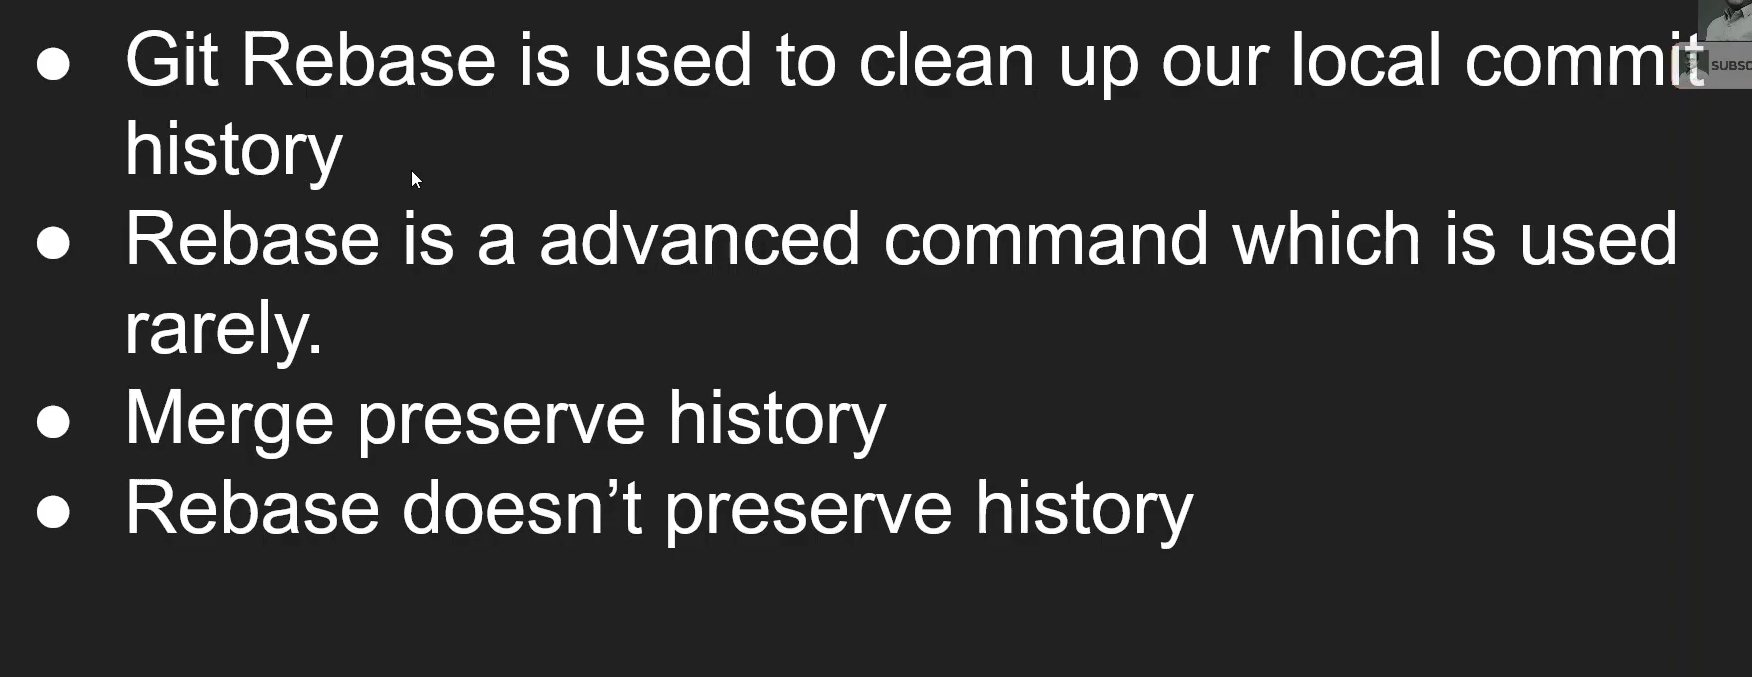 ● Git Rebase is used to clean up our local commit
history
● Rebase is a advanced command which is used
rarely.
● Merge preserve history
● Rebase doesn’t preserve history